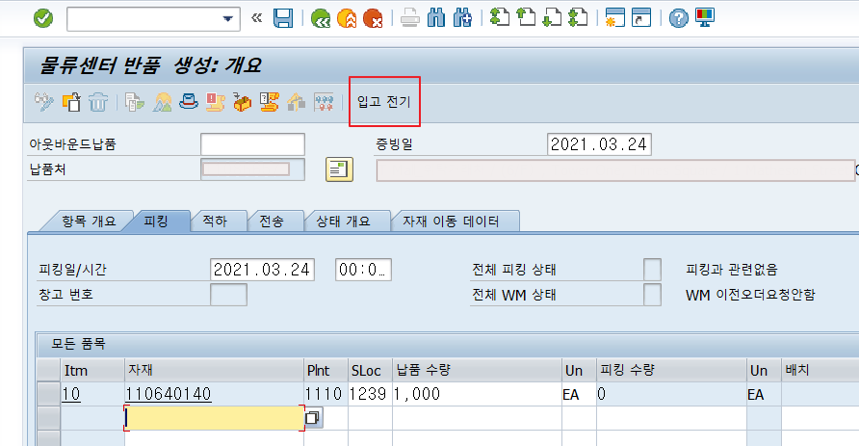 물류센터 반품 생성: 개요
입고 전기
아웃바운드납품 증빙일 2021.03.24
납품처
항목 개요 피킹 적하 전송 상태 개요 자재 이동 데이터
피킹일/시간 2021.03.24 00:0… 전체 피킹 상태 피킹과 관련없음
창고 번호 전체 WM 상태 WM 이전오더요청안함
모든 품목
Itm 자재 Plnt SLoc 납품 수량 Un 피킹 수량 Un 배치
10 110640140 1110 1239 1,000 EA 0 EA